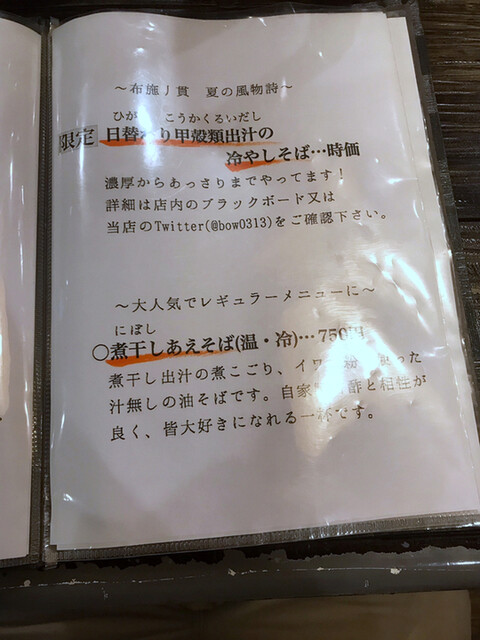 ～布施丿貫　夏の風物詩～
ひが　こうかくるいだし
限定 日替わり甲殻類出汁の
冷やしそば…時価
濃厚からあっさりまでやってます！
詳細は店内のブラックボード又は
当店のTwitter(@bow0313)をご確認下さい。
～大人気でレギュラーメニューに～
にぼし
〇煮干しあえそば(温・冷)…750円
煮干し出汁の煮こごり、イワ 粉 った
汁無しの油そばです。自家 酢と相性が
良く、皆大好きになれる一杯です。